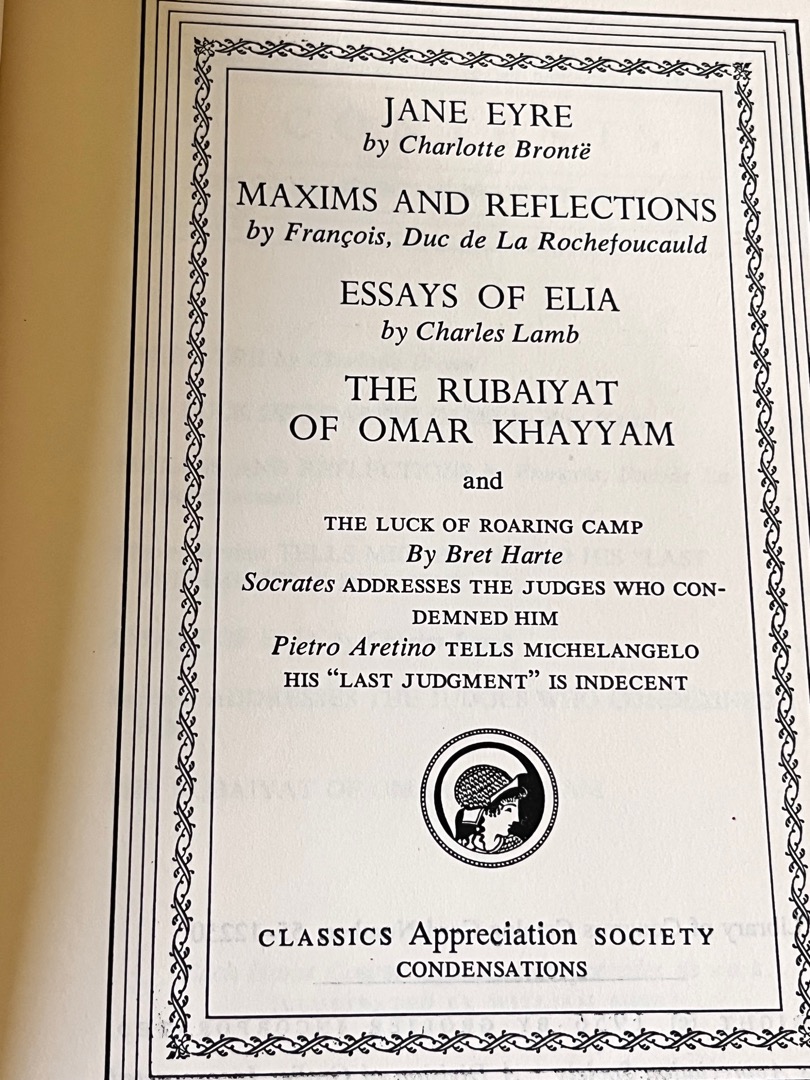 JANE EYRE
by Charlotte Brontë
MAXIMS AND REFLECTIONS
by François, Duc de La Rochefoucauld
ESSAYS OF ELIA
by Charles Lamb
THE RUBAIYAT
OF OMAR KHAYYAM
and
THE LUCK OF ROARING CAMP
By Bret Harte
Socrates ADDRESSES THE JUDGES WHO CON-
DEMNED HIM
Pietro Aretino TELLS MICHELANGELO
HIS “LAST JUDGMENT” IS INDECENT
CLASSICS Appreciation SOCIETY
CONDENSATIONS